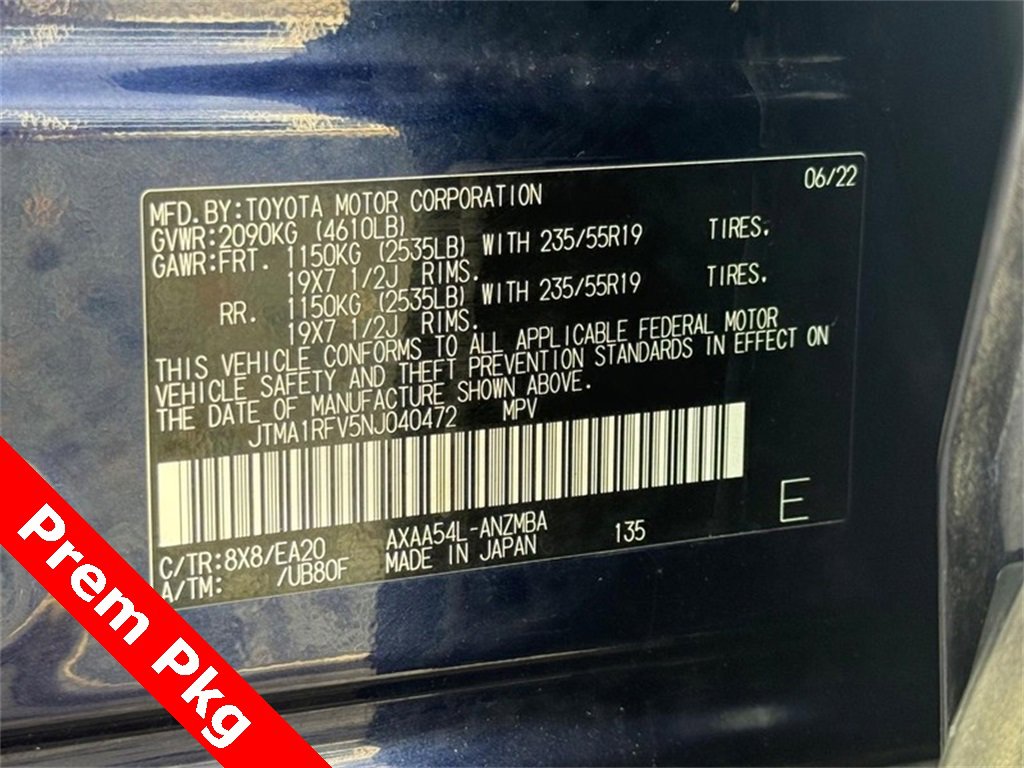 06/22
MFD.BY:TOYOTA MOTOR CORPORATION
GVWR:2090KG (4610LB)
GAWR:FRT. 1150KG (2535LB) WITH 235/55R19 TIRES.
19X7 1/2J RIMS.
RR. 1150KG (2535LB) WITH 235/55R19 TIRES.
19X7 1/2J RIMS.
THIS VEHICLE CONFORMS TO ALL APPLICABLE FEDERAL MOTOR
VEHICLE SAFETY AND THEFT PREVENTION STANDARDS IN EFFECT ON
THE DATE OF MANUFACTURE SHOWN ABOVE.
JTMA1RFV5NJ040472 MPV
E
C/TR:8X8/EA20 AXAA54L-ANZMBA 135
A/TM: /UB80F MADE IN JAPAN
Prem Pkg